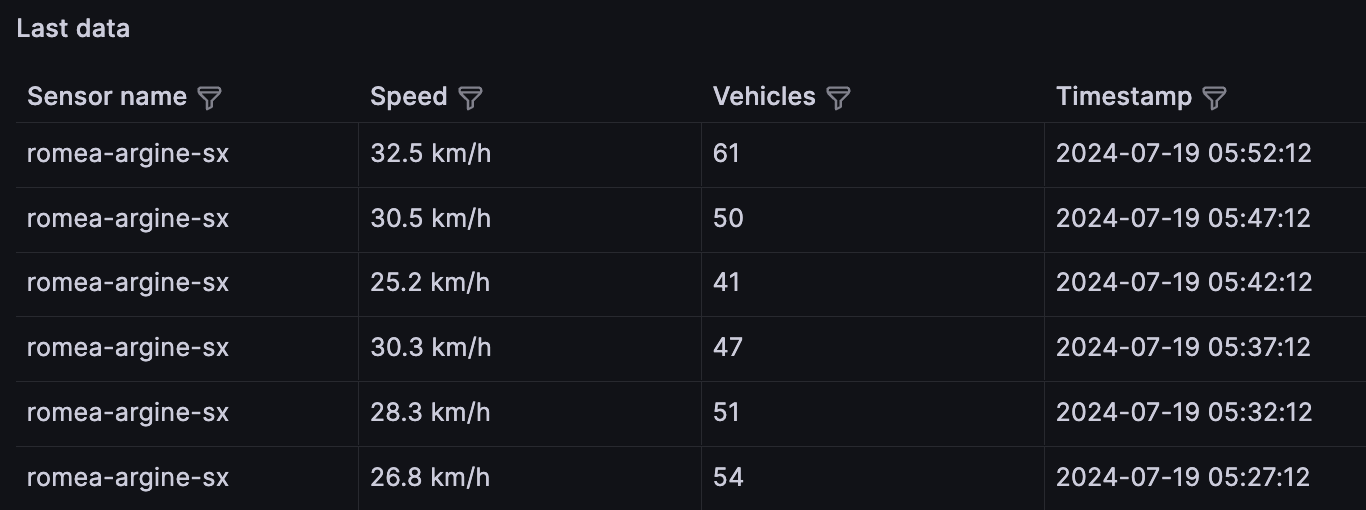 Last data
Sensor name Speed Vehicles Timestamp
romea-argine-sx 32.5 km/h 61 2024-07-19 05:52:12
romea-argine-sx 30.5 km/h 50 2024-07-19 05:47:12
romea-argine-sx 25.2 km/h 41 2024-07-19 05:42:12
romea-argine-sx 30.3 km/h 47 2024-07-19 05:37:12
romea-argine-sx 28.3 km/h 51 2024-07-19 05:32:12
romea-argine-sx 26.8 km/h 54 2024-07-19 05:27:12